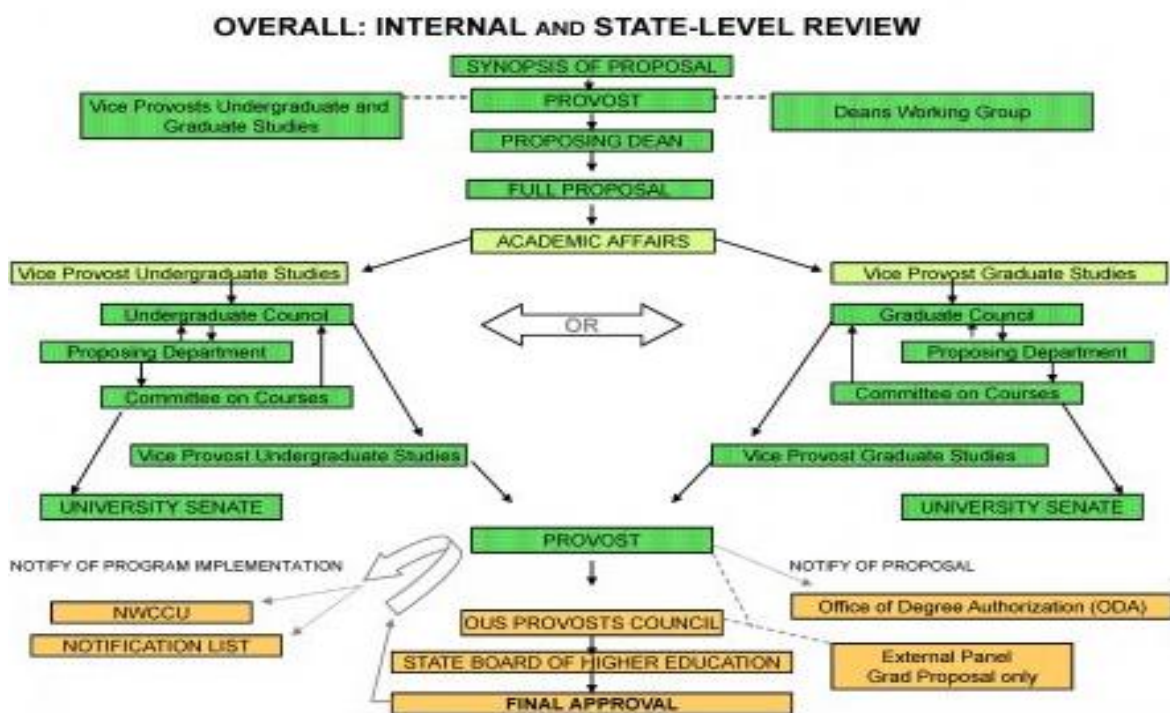 OVERALL: INTERNAL AND STATE-LEVEL REVIEW
SYNOPSIS OF PROPOSAL
Vice Provosts Undergraduate and
Graduate Studies
PROVOST
Deans Working Group
PROPOSING DEAN
FULL PROPOSAL
ACADEMIC AFFAIRS
Vice Provost Undergraduate Studies
Vice Provost Graduate Studies
Undergraduate Council
OR
Graduate Council
Proposing Department
Proposing Department
Committee on Courses
Committee on Courses
Vice Provost Undergraduate Studies
Vice Provost Graduate Studies
UNIVERSITY SENATE
UNIVERSITY SENATE
PROVOST
NOTIFY OF PROGRAM IMPLEMENTATION
NOTIFY OF PROPOSAL
NWCCU
Office of Degree Authorization (ODA)
OUS PROVOSTS COUNCIL
NOTIFICATION LIST
STATE BOARD OF HIGHER EDUCATION
External Panel
Grad Proposal only
FINAL APPROVAL